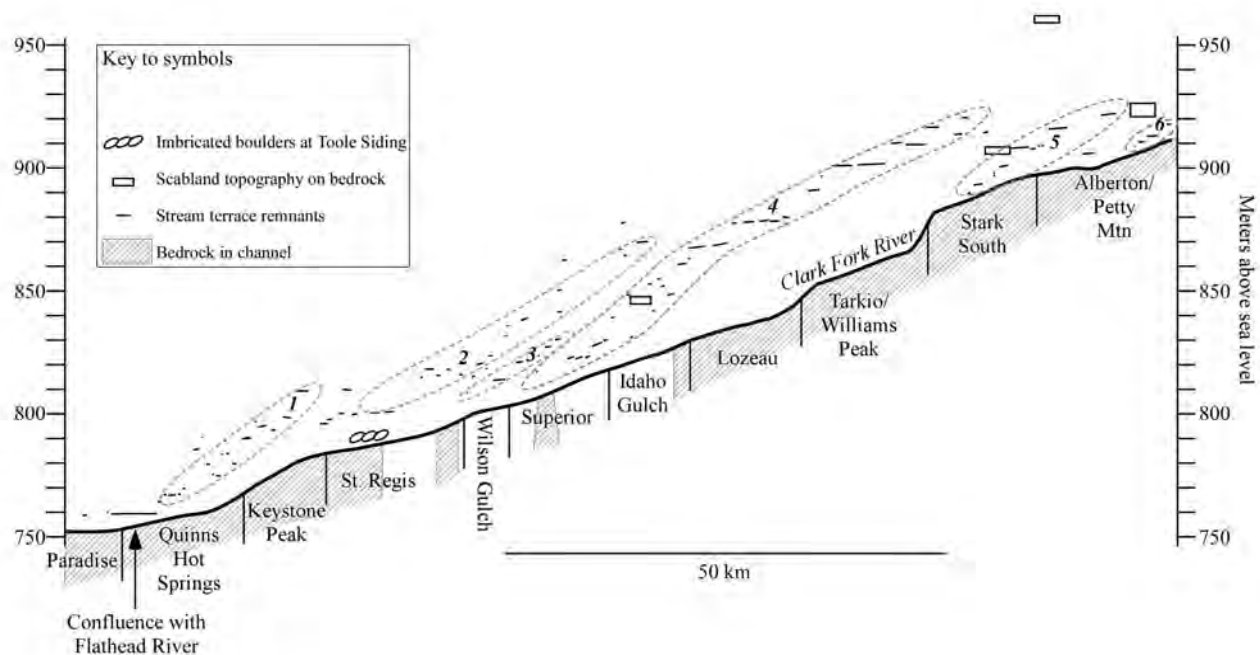 950
900
850
800
750
Key to symbols
Imbricated boulders at Toole Siding
Scabland topography on bedrock
Stream terrace remnants
Bedrock in channel
1
2
3
4
5
6
Clark Fork River
Paradise
Quinns
Hot
Springs
Keystone
Peak
St. Regis
Wilson Gulch
Superior
Idaho
Gulch
Lozeau
Tarkio/
Williams
Peak
Stark
South
Alberton/
Petty
Mtn
950
900
850
800
750
Meters above sea level
50 km
Confluence with
Flathead River